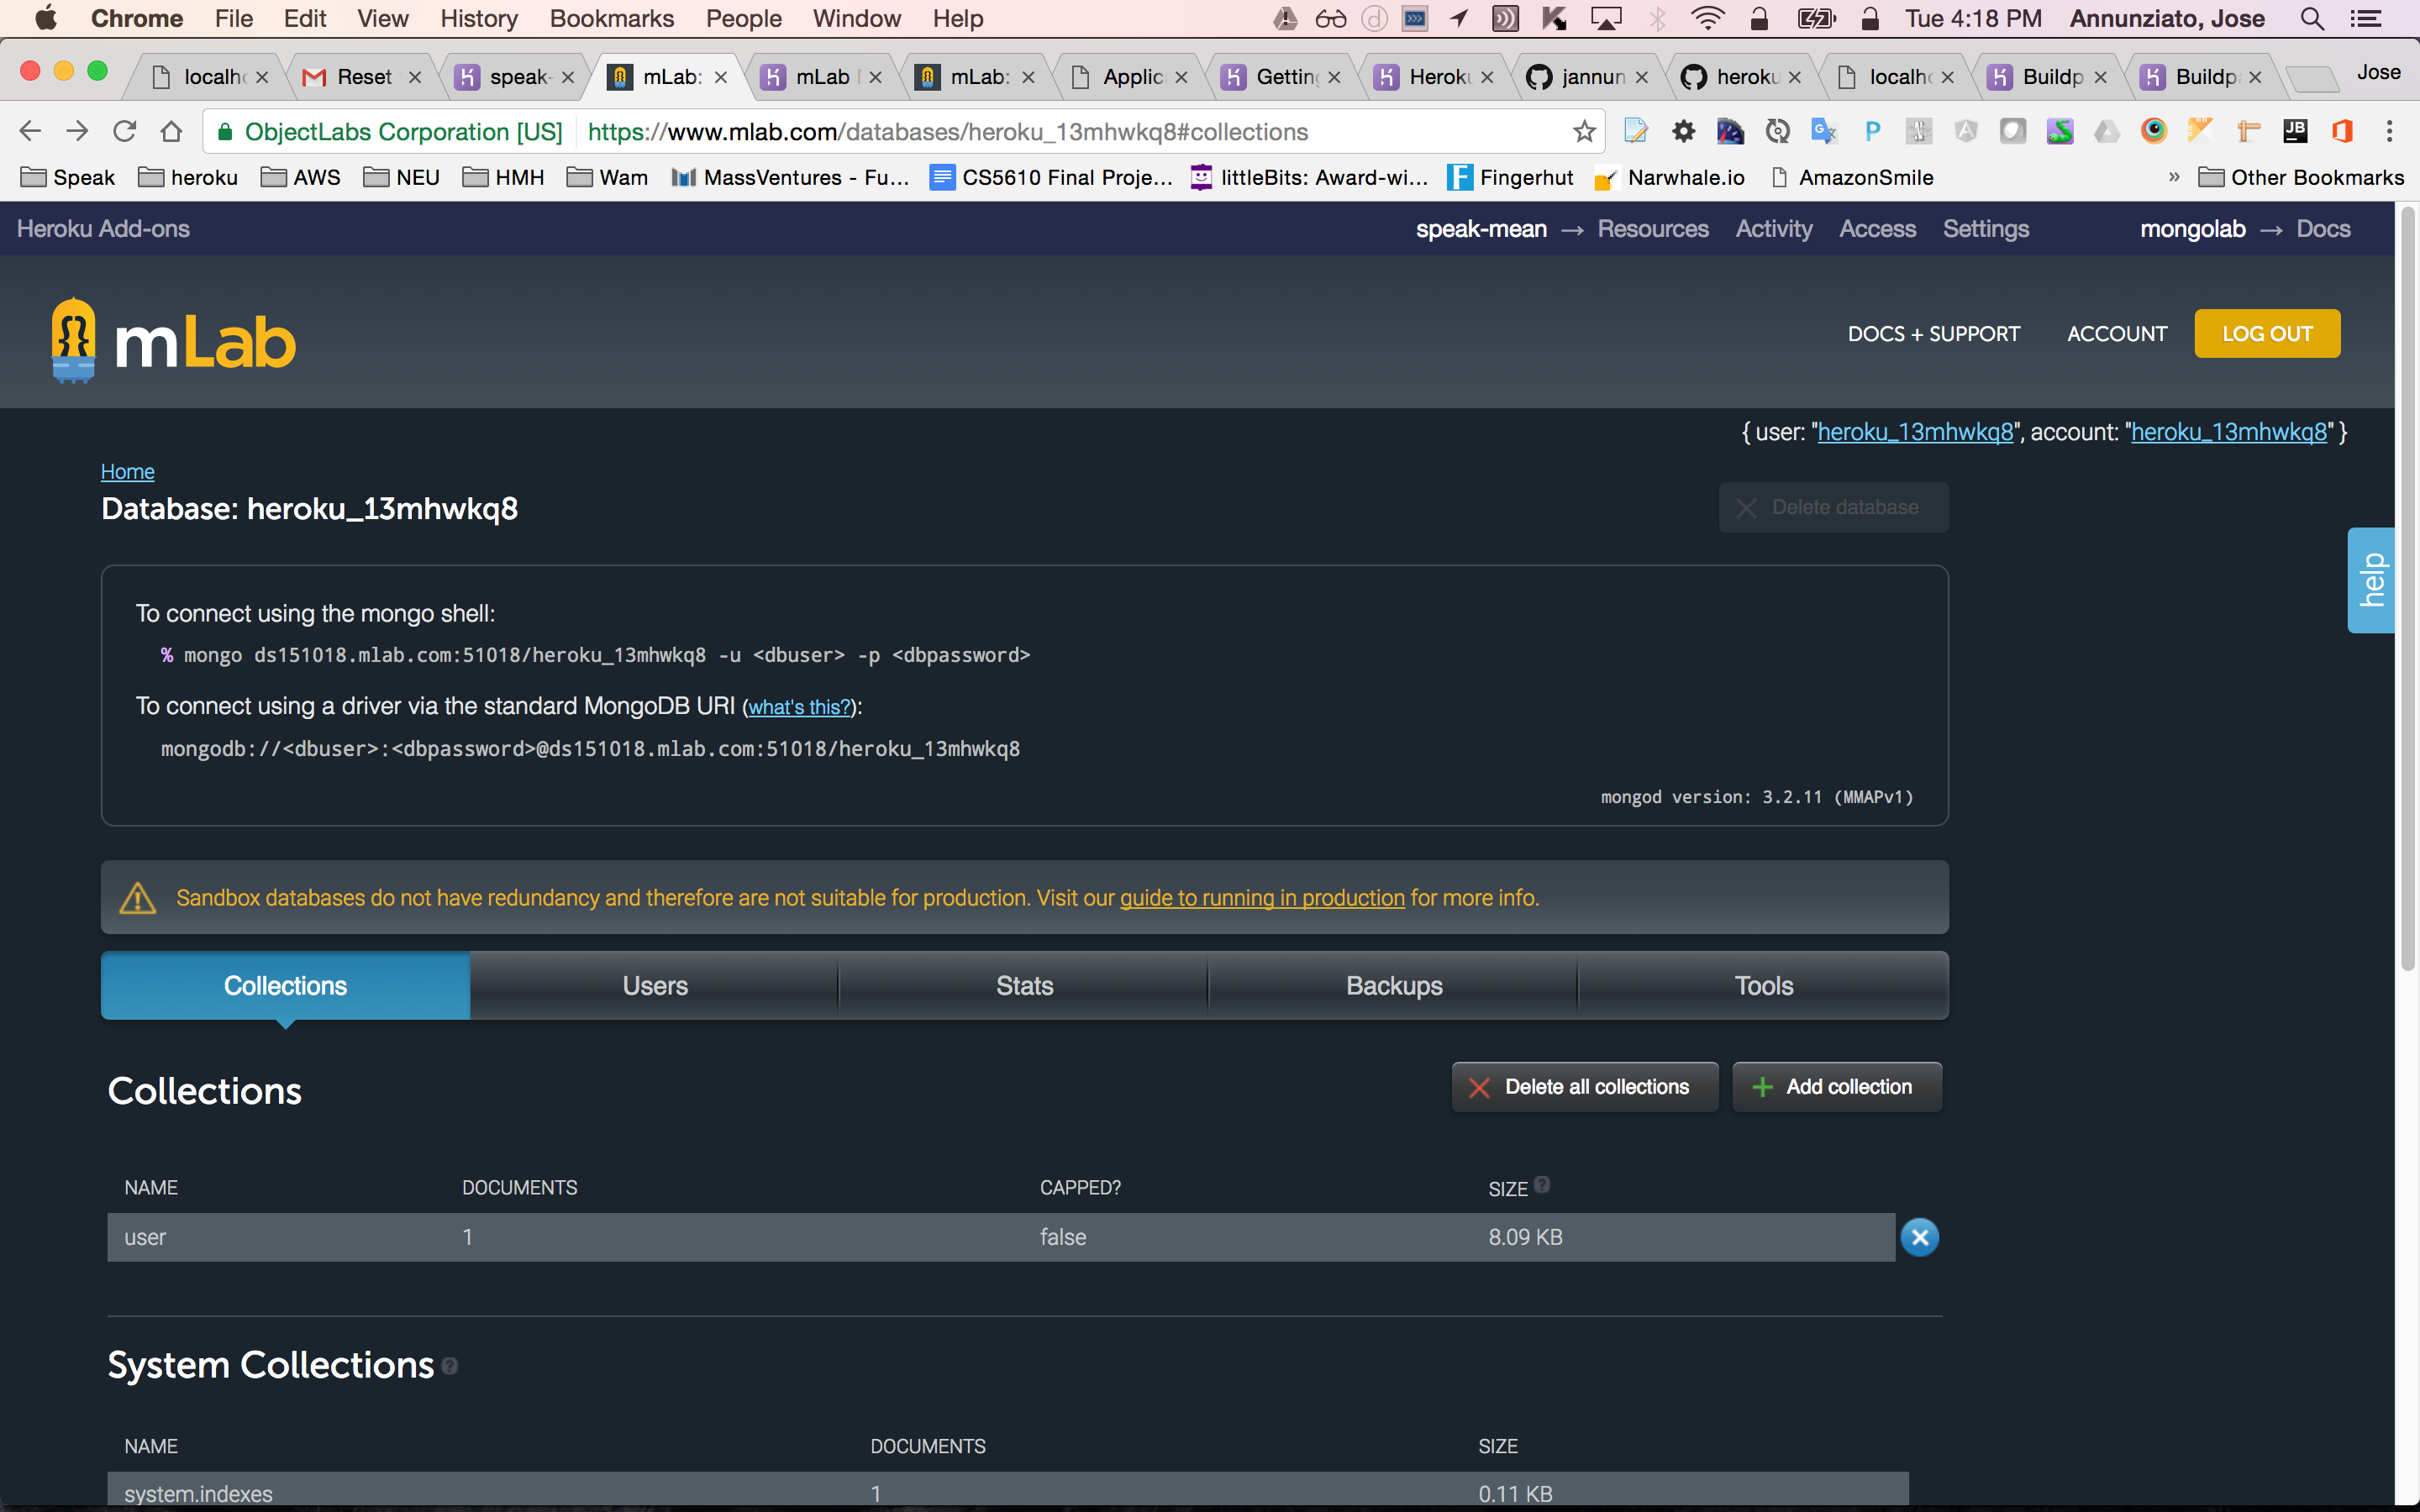 Chrome File Edit View History Bookmarks People Window Help Tue 4:18 PM Annunziato, Jose
localho Reset speak- mLab: mLab mLab: Applic Getting Heroku jannun heroku localho Buildp Buildp Jose
ObjectLabs Corporation [US] https://www.mlab.com/databases/heroku_13mhwkq8#collections
Speak heroku AWS NEU HMH Wam MassVentures - Fu... CS5610 Final Proje... littleBits: Award-wi... Fingerhut Narwhale.io AmazonSmile » Other Bookmarks
Heroku Add-ons speak-mean → Resources Activity Access Settings mongolab → Docs
mLab DOCS + SUPPORT ACCOUNT LOG OUT
{ user: "heroku_13mhwkq8", account: "heroku_13mhwkq8" }
Home
Database: heroku_13mhwkq8 Delete database
help
To connect using the mongo shell:
% mongo ds151018.mlab.com:51018/heroku_13mhwkq8 -u <dbuser> -p <dbpassword>
To connect using a driver via the standard MongoDB URI (what's this?):
mongodb://<dbuser>:<dbpassword>@ds151018.mlab.com:51018/heroku_13mhwkq8
mongod version: 3.2.11 (MMAPv1)
Sandbox databases do not have redundancy and therefore are not suitable for production. Visit our guide to running in production for more info.
Collections Users Stats Backups Tools
Collections Delete all collections Add collection
NAME DOCUMENTS CAPPED? SIZE ?
user 1 false 8.09 KB
System Collections ?
NAME DOCUMENTS SIZE
system.indexes 1 0.11 KB